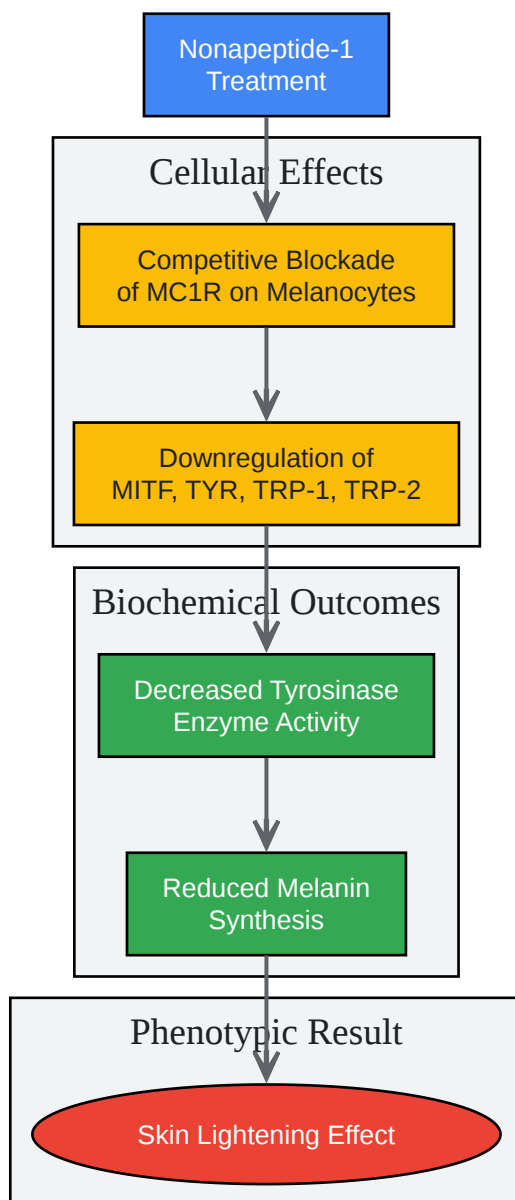 Nonapeptide-1
Treatment
Cellular Effects
Competitive Blockade
of MC1R on Melanocytes
Downregulation of
MITF, TYR, TRP-1, TRP-2
Biochemical Outcomes
Decreased Tyrosinase
Enzyme Activity
Reduced Melanin
Synthesis
Phenotypic Result
Skin Lightening Effect